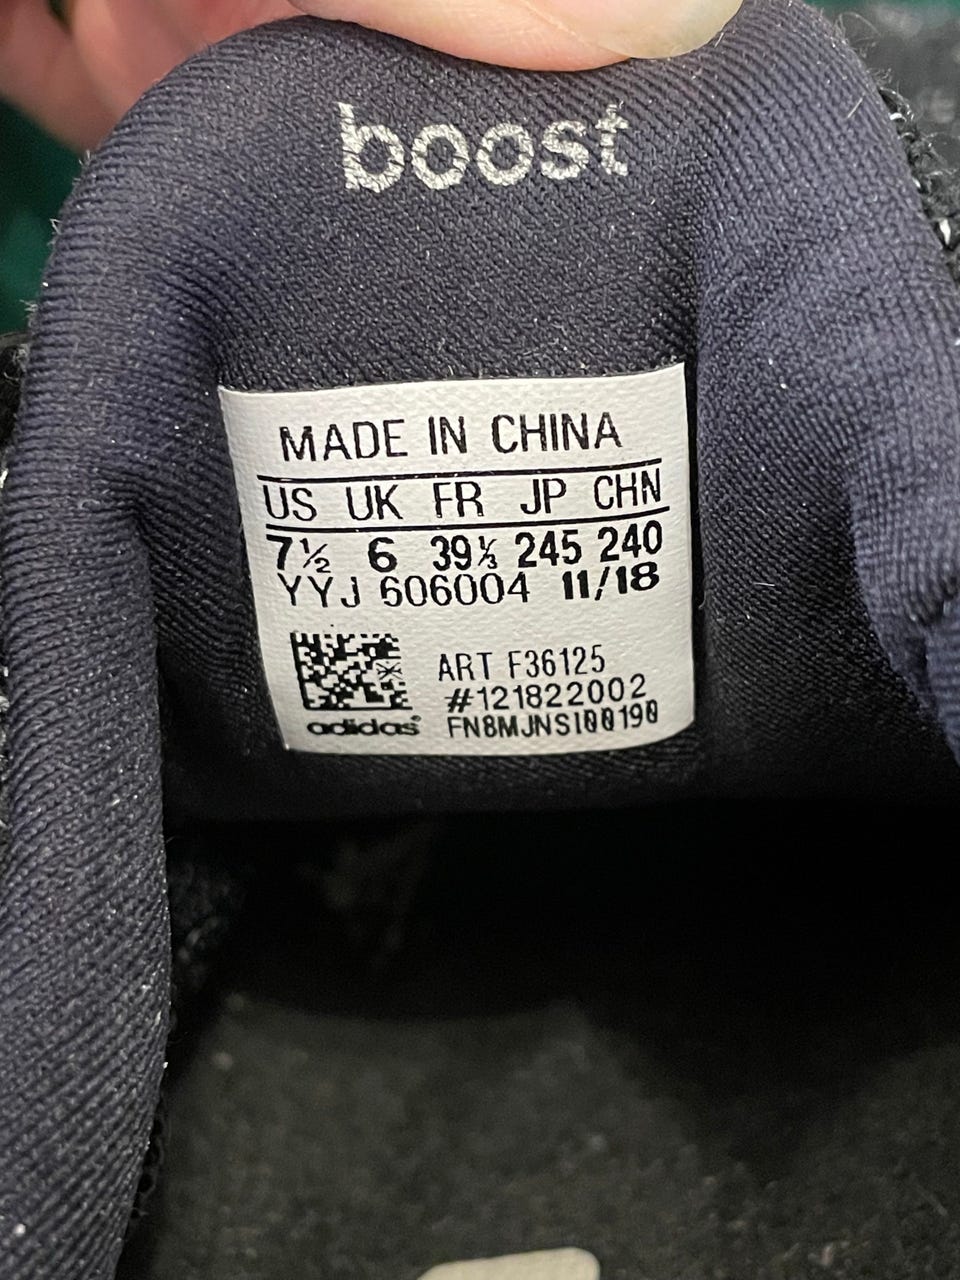 boost
MADE IN CHINA
US UK FR JP CHN
7½ 6 39⅓ 245 240
YYJ 606004 11/18
ART F36125
#121822002
adidas® FN8MJNSI00190